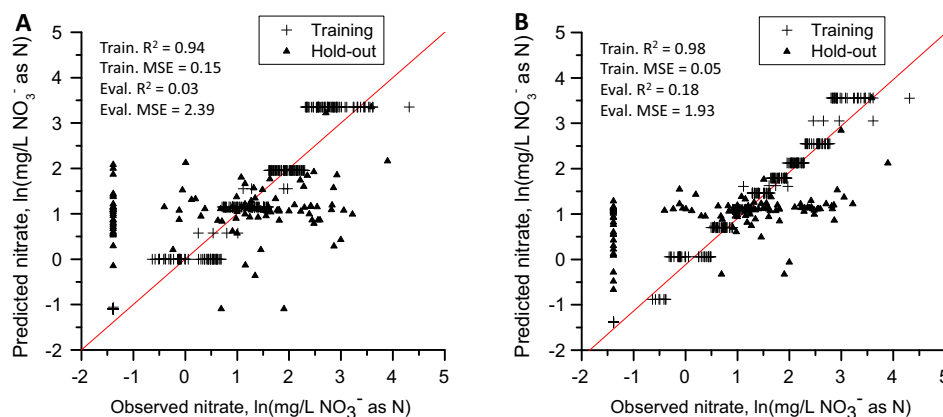 A
Training
Hold-out
Train. R² = 0.94
Train. MSE = 0.15
Eval. R² = 0.03
Eval. MSE = 2.39
Predicted nitrate, ln(mg/L NO₃⁻ as N)
5
4
3
2
1
0
-1
-2
-2 -1 0 1 2 3 4 5
Observed nitrate, ln(mg/L NO₃⁻ as N)
B
Training
Hold-out
Train. R² = 0.98
Train. MSE = 0.05
Eval. R² = 0.18
Eval. MSE = 1.93
Predicted nitrate, ln(mg/L NO₃⁻ as N)
5
4
3
2
1
0
-1
-2
-2 -1 0 1 2 3 4 5
Observed nitrate, ln(mg/L NO₃⁻ as N)